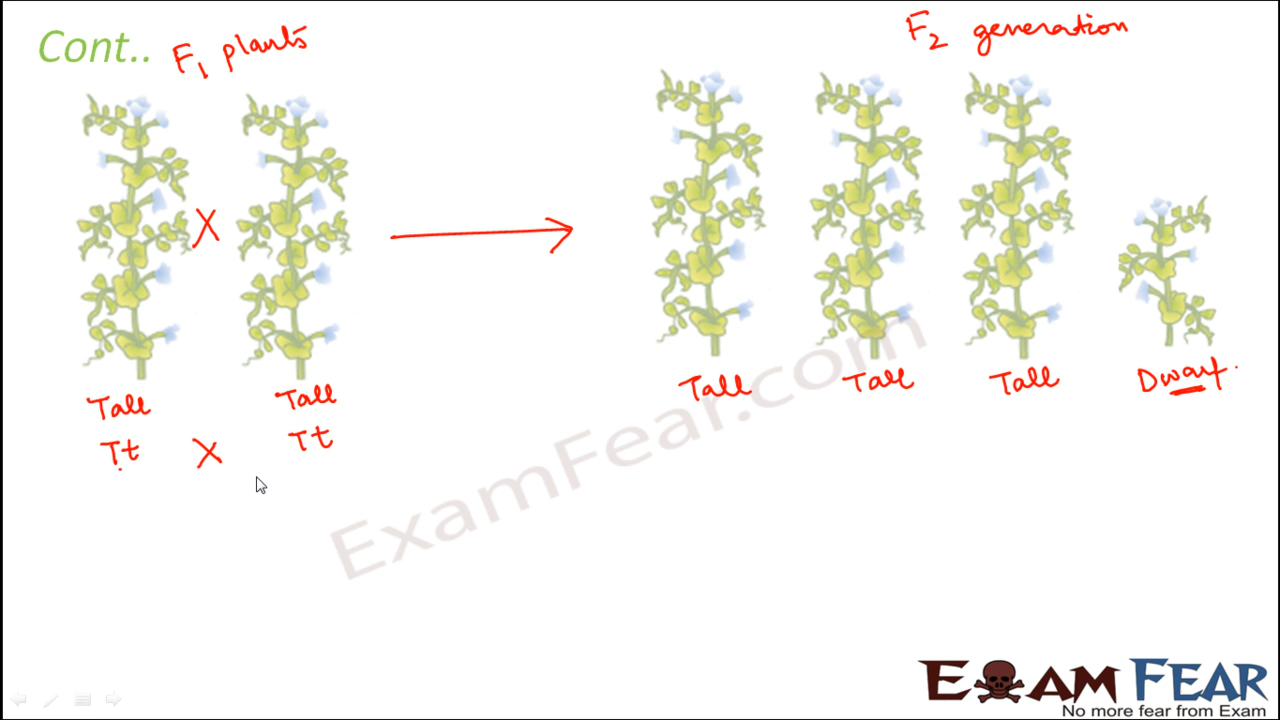 Cont..
F1 plants
F2 generation
X
Tall
Tall
Tt X Tt
Tall
Tall
Tall
Dwarf.
ExamFear.com
EXAM FEAR
No more fear from Exam